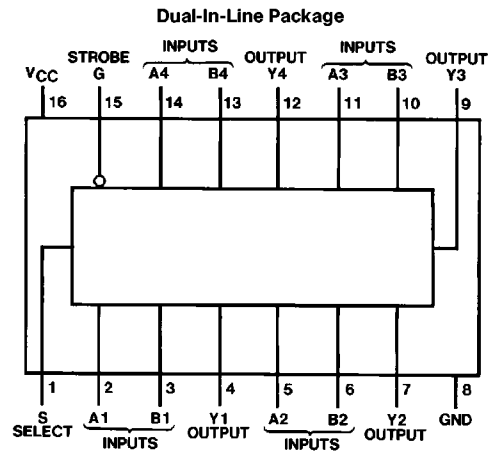 Dual-In-Line Package
INPUTS INPUTS
STROBE OUTPUT OUTPUT
VCC G A4 B4 Y4 A3 B3 Y3
16 15 14 13 12 11 10 9
1 2 3 4 5 6 7 8
S A1 B1 Y1 A2 B2 Y2 GND
SELECT OUTPUT OUTPUT
INPUTS INPUTS